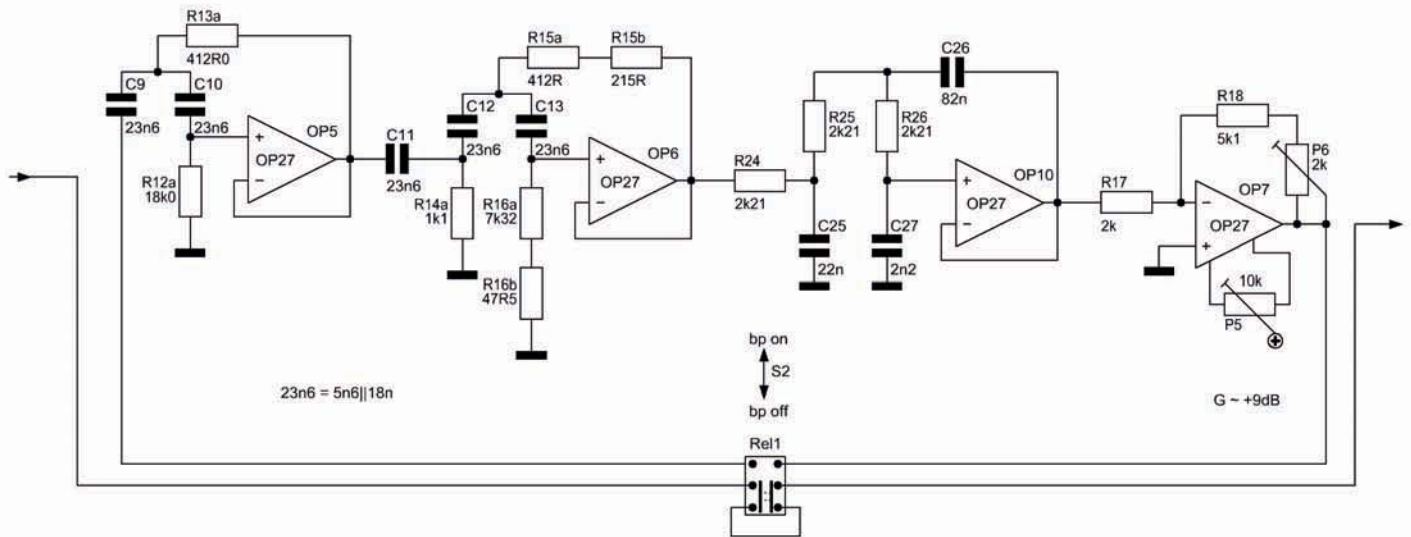 R13a
412R0
C9
23n6
C10
23n6
R12a
18k0
+
−
OP5
OP27
C11
23n6
R15a
412R
R15b
215R
C12
23n6
C13
23n6
R14a
1k1
R16a
7k32
R16b
47R5
+
−
OP6
OP27
R24
2k21
R25
2k21
R26
2k21
C26
82n
C25
22n
C27
2n2
+
−
OP10
OP27
R17
2k
R18
5k1
P6
2k
−
+
OP7
OP27
10k
P5
23n6 = 5n6||18n
bp on
S2
bp off
Rel1
G ~ +9dB